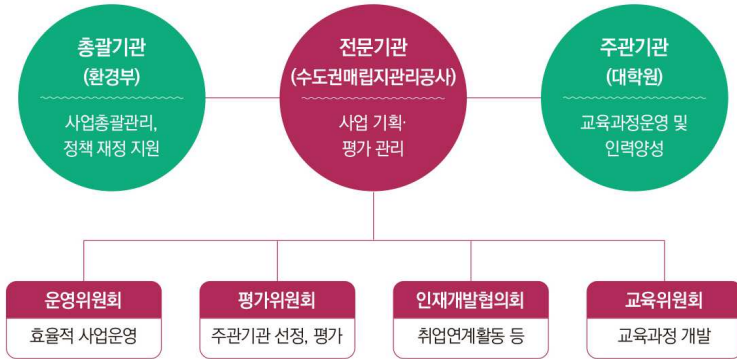 총괄기관
(환경부)
사업총괄관리,
정책 재정 지원
전문기관
(수도권매립지관리공사)
사업 기획·
평가 관리
주관기관
(대학원)
교육과정운영 및
인력양성
운영위원회
효율적 사업운영
평가위원회
주관기관 선정, 평가
인재개발협의회
취업연계활동 등
교육위원회
교육과정 개발